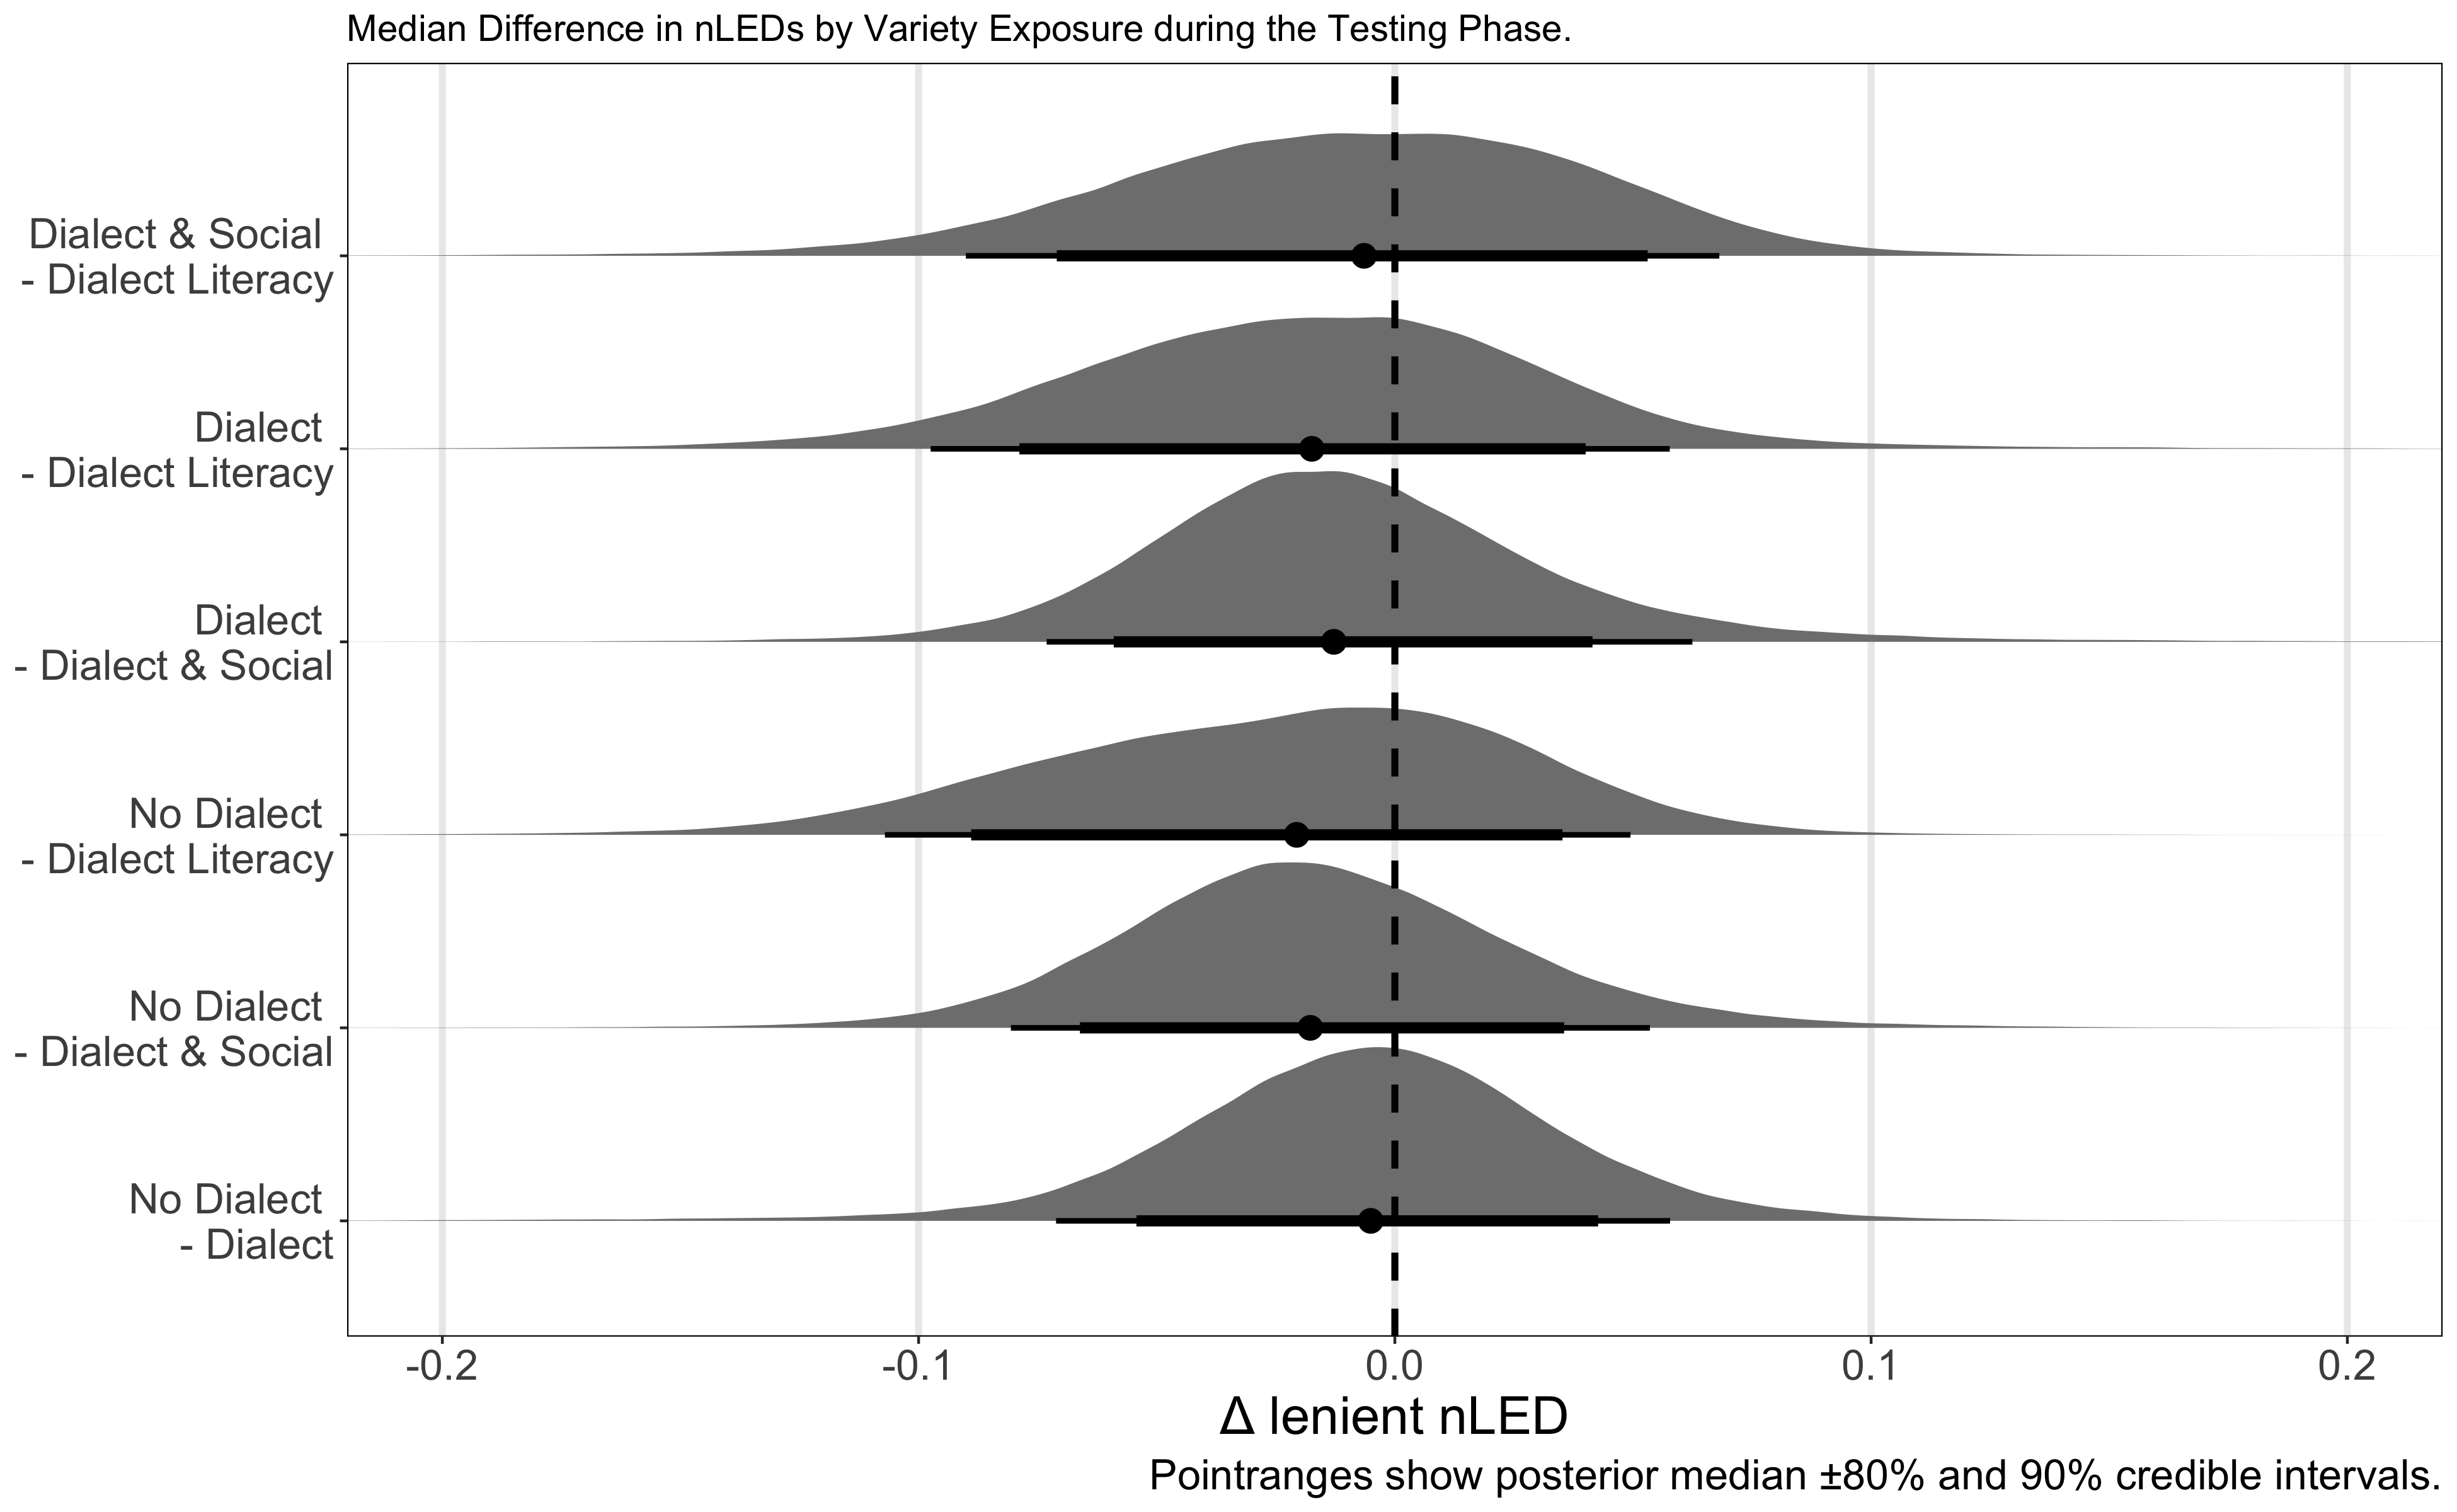 Median Difference in nLEDs by Variety Exposure during the Testing Phase.
Dialect & Social
- Dialect Literacy
Dialect
- Dialect Literacy
Dialect
- Dialect & Social
No Dialect
- Dialect Literacy
No Dialect
- Dialect & Social
No Dialect
- Dialect
-0.2 -0.1 0.0 0.1 0.2
Δ lenient nLED
Pointranges show posterior median ±80% and 90% credible intervals.